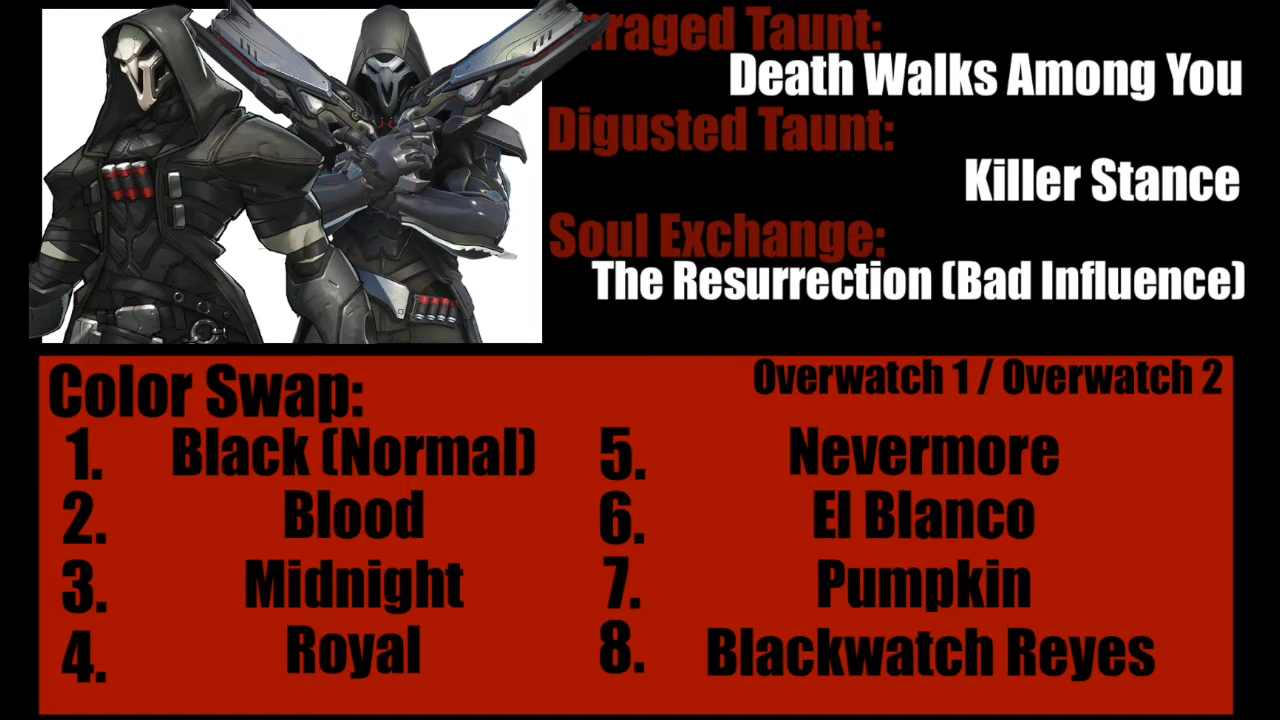 Taunt:
Death Walks Among You
Digusted Taunt:
Killer Stance
Soul Exchange:
The Resurrection (Bad Influence)
Color Swap:
Overwatch 1 / Overwatch 2
1. Black (Normal)
2. Blood
3. Midnight
4. Royal
5. Nevermore
6. El Blanco
7. Pumpkin
8. Blackwatch Reyes